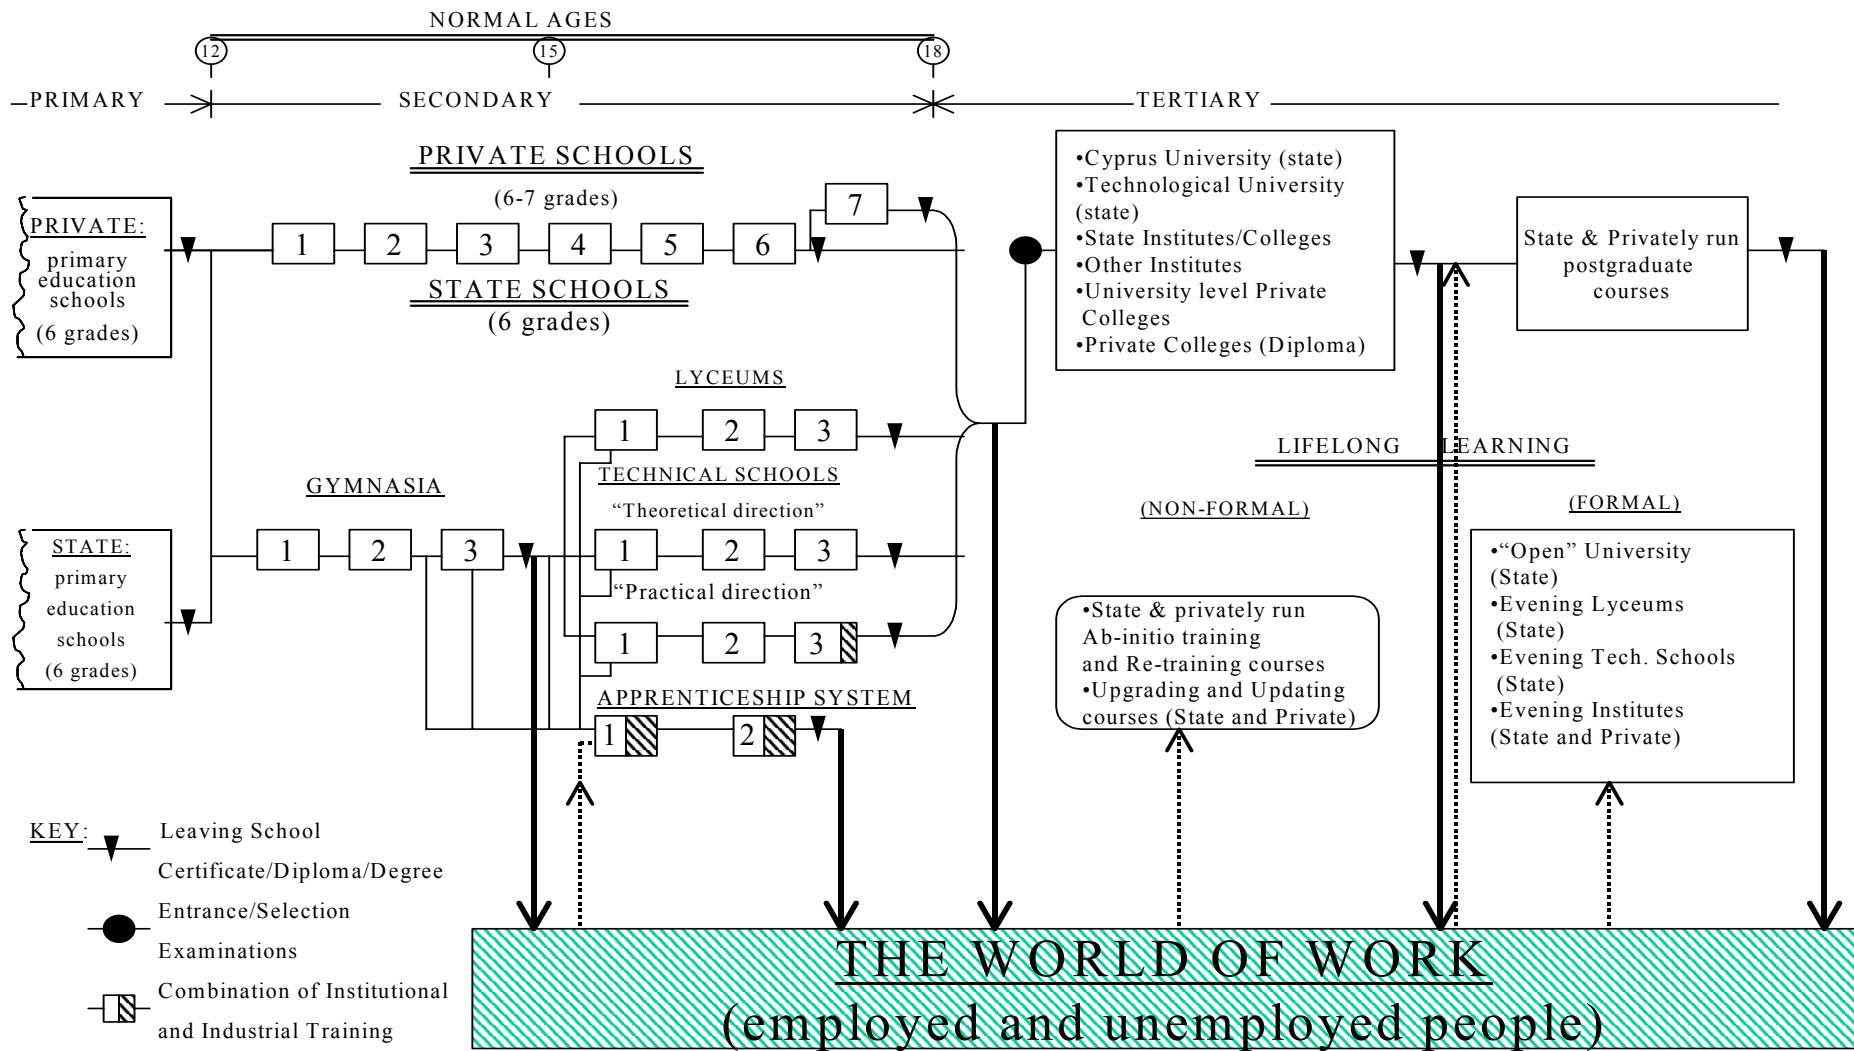 NORMAL AGES
12
15
18
PRIMARY
SECONDARY
TERTIARY
PRIVATE SCHOOLS
(6-7 grades)
7
PRIVATE:
primary
education
schools
(6 grades)
1
2
3
4
5
6
STATE SCHOOLS
(6 grades)
•Cyprus University (state)
•Technological University
(state)
•State Institutes/Colleges
•Other Institutes
•University level Private
Colleges
•Private Colleges (Diploma)
State & Privately run
postgraduate
courses
LYCEUMS
1
2
3
TECHNICAL SCHOOLS
"Theoretical direction"
GYMNASIA
STATE:
primary
education
schools
(6 grades)
1
2
3
1
2
3
"Practical direction"
1
2
3
APPRENTICESHIP SYSTEM
1
2
LIFELONG LEARNING
(NON-FORMAL)
•State & privately run
Ab-initio training
and Re-training courses
•Upgrading and Updating
courses (State and Private)
(FORMAL)
•"Open" University
(State)
•Evening Lyceums
(State)
•Evening Tech. Schools
(State)
•Evening Institutes
(State and Private)
KEY:
Leaving School
Certificate/Diploma/Degree
Entrance/Selection
Examinations
Combination of Institutional
and Industrial Training
THE WORLD OF WORK
(employed and unemployed people)